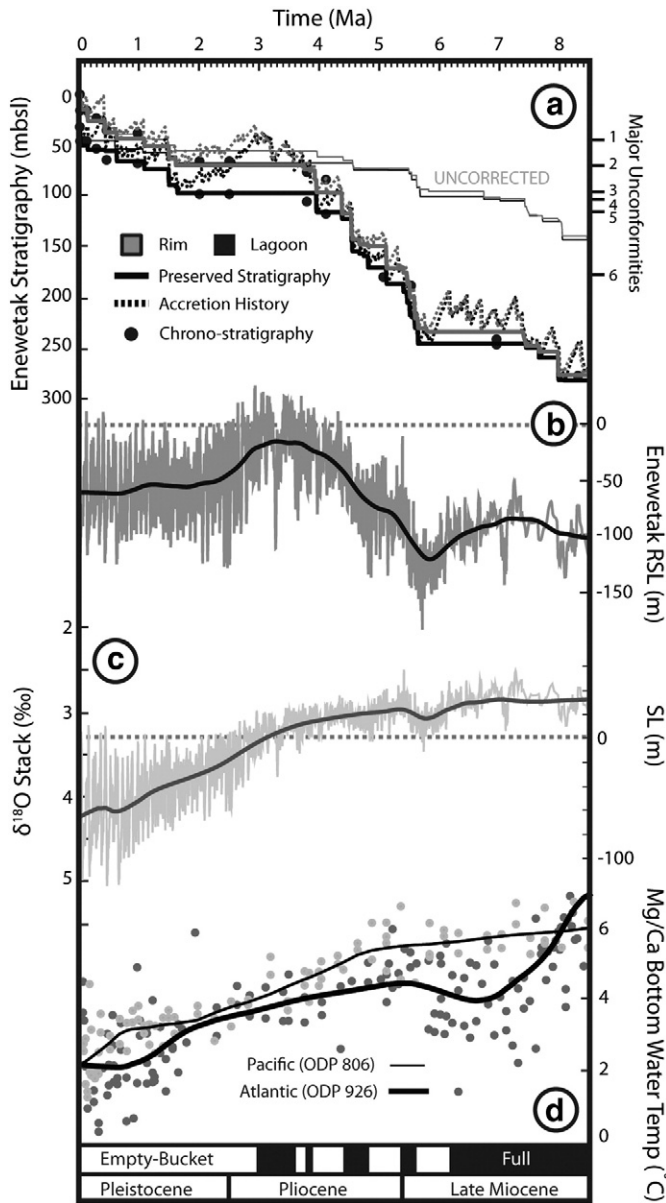 Time (Ma)
0 1 2 3 4 5 6 7 8
a
Enewetak Stratigraphy (mbsl)
0
50
100
150
200
250
300
Major Unconformities
1
2
3
4
5
6
UNCORRECTED
Rim Lagoon
Preserved Stratigraphy
Accretion History
Chrono-stratigraphy
b
Enewetak RSL (m)
0
-50
-100
-150
c
δ18O Stack (‰)
2
3
4
5
SL (m)
0
-100
Mg/Ca Bottom Water Temp (°C)
6
4
2
0
Pacific (ODP 806)
Atlantic (ODP 926)
d
Empty-Bucket Full
Pleistocene Pliocene Late Miocene